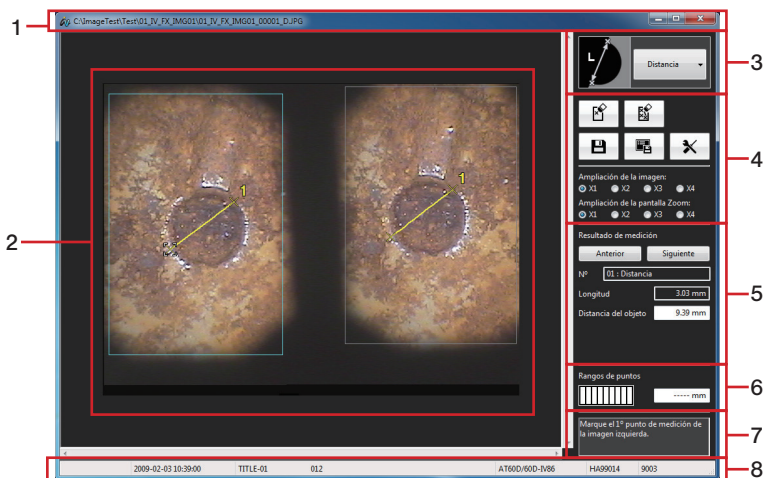 1
C:\ImageTest\Test\01_IV_FX_IMG01\01_IV_FX_IMG01_00001_D.JPG
2
1
1
3
L
Distancia
4
Ampliación de la imagen:
X1 X2 X3 X4
Ampliación de la pantalla Zoom:
X1 X2 X3 X4
5
Resultado de medición
Anterior Siguiente
Nº 01 : Distancia
Longitud 3.03 mm
Distancia del objeto 9.39 mm
6
Rangos de puntos
----- mm
7
Marque el 1º punto de medición de
la imagen izquierda.
8
2009-02-03 10:39:00 TITLE-01 012 AT60D/60D-IV86 HA99014 9003